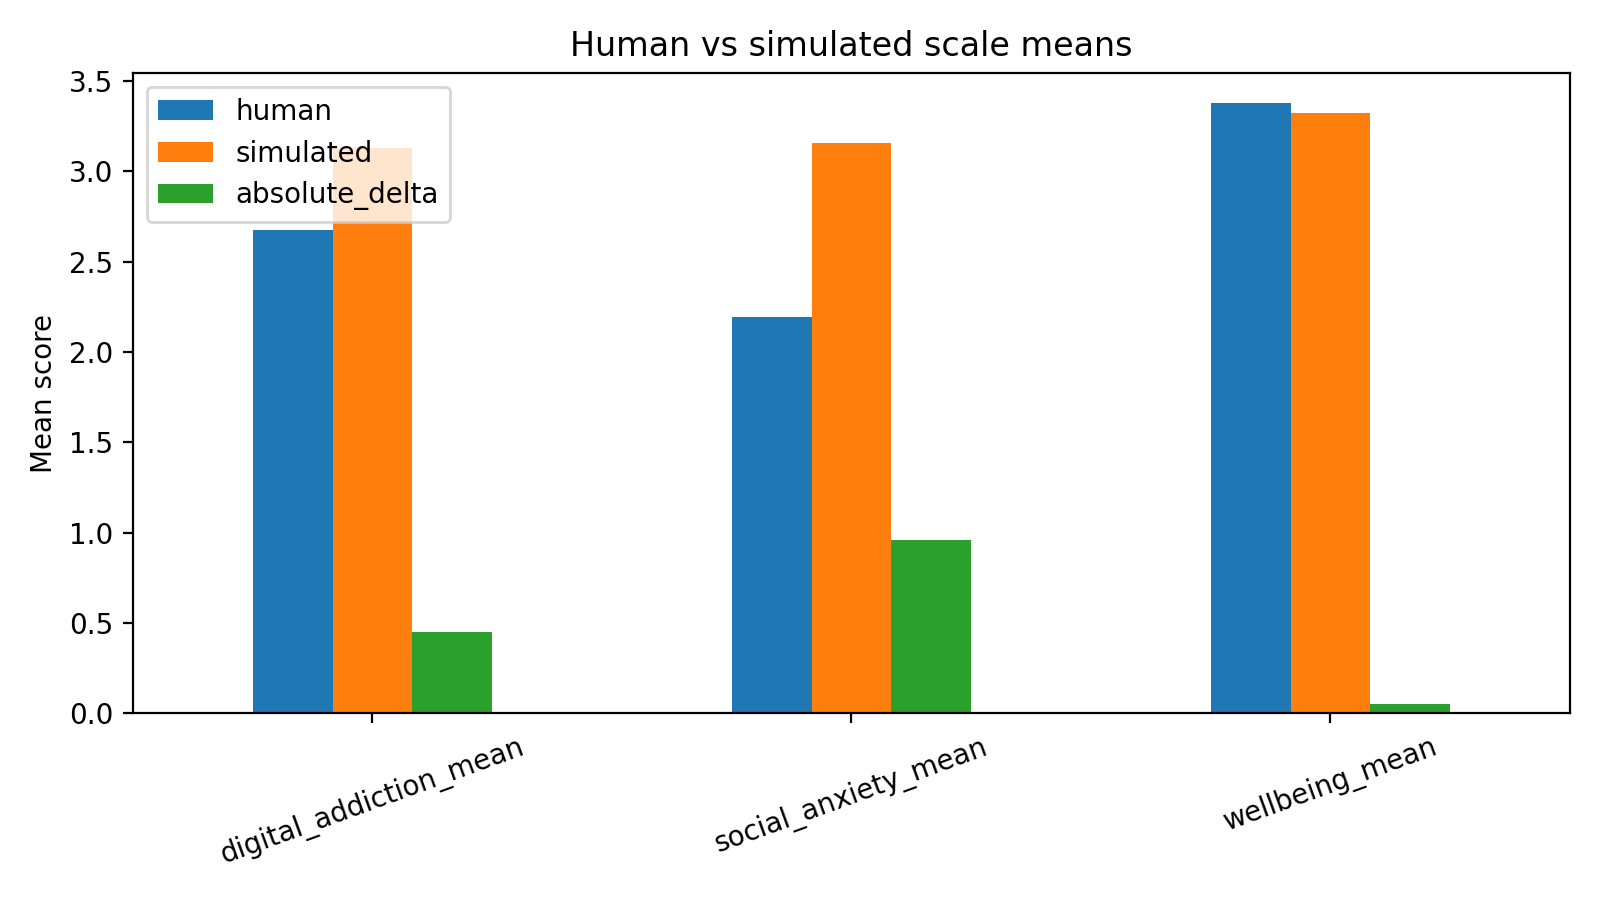 Human vs simulated scale means
3.5
3.0
2.5
2.0
1.5
1.0
0.5
0.0
Mean score
human
simulated
absolute_delta
digital_addiction_mean
social_anxiety_mean
wellbeing_mean